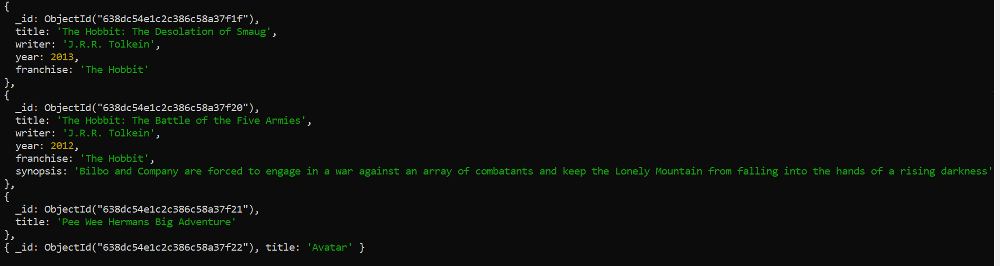 {
  _id: ObjectId("638dc54e1c2c386c58a37f1f"),
  title: 'The Hobbit: The Desolation of Smaug',
  writer: 'J.R.R. Tolkein',
  year: 2013,
  franchise: 'The Hobbit'
},
{
  _id: ObjectId("638dc54e1c2c386c58a37f20"),
  title: 'The Hobbit: The Battle of the Five Armies',
  writer: 'J.R.R. Tolkein',
  year: 2012,
  franchise: 'The Hobbit',
  synopsis: 'Bilbo and Company are forced to engage in a war against an array of combatants and keep the Lonely Mountain from falling into the hands of a rising darkness'
},
{
  _id: ObjectId("638dc54e1c2c386c58a37f21"),
  title: 'Pee Wee Hermans Big Adventure'
},
{ _id: ObjectId("638dc54e1c2c386c58a37f22"), title: 'Avatar' }